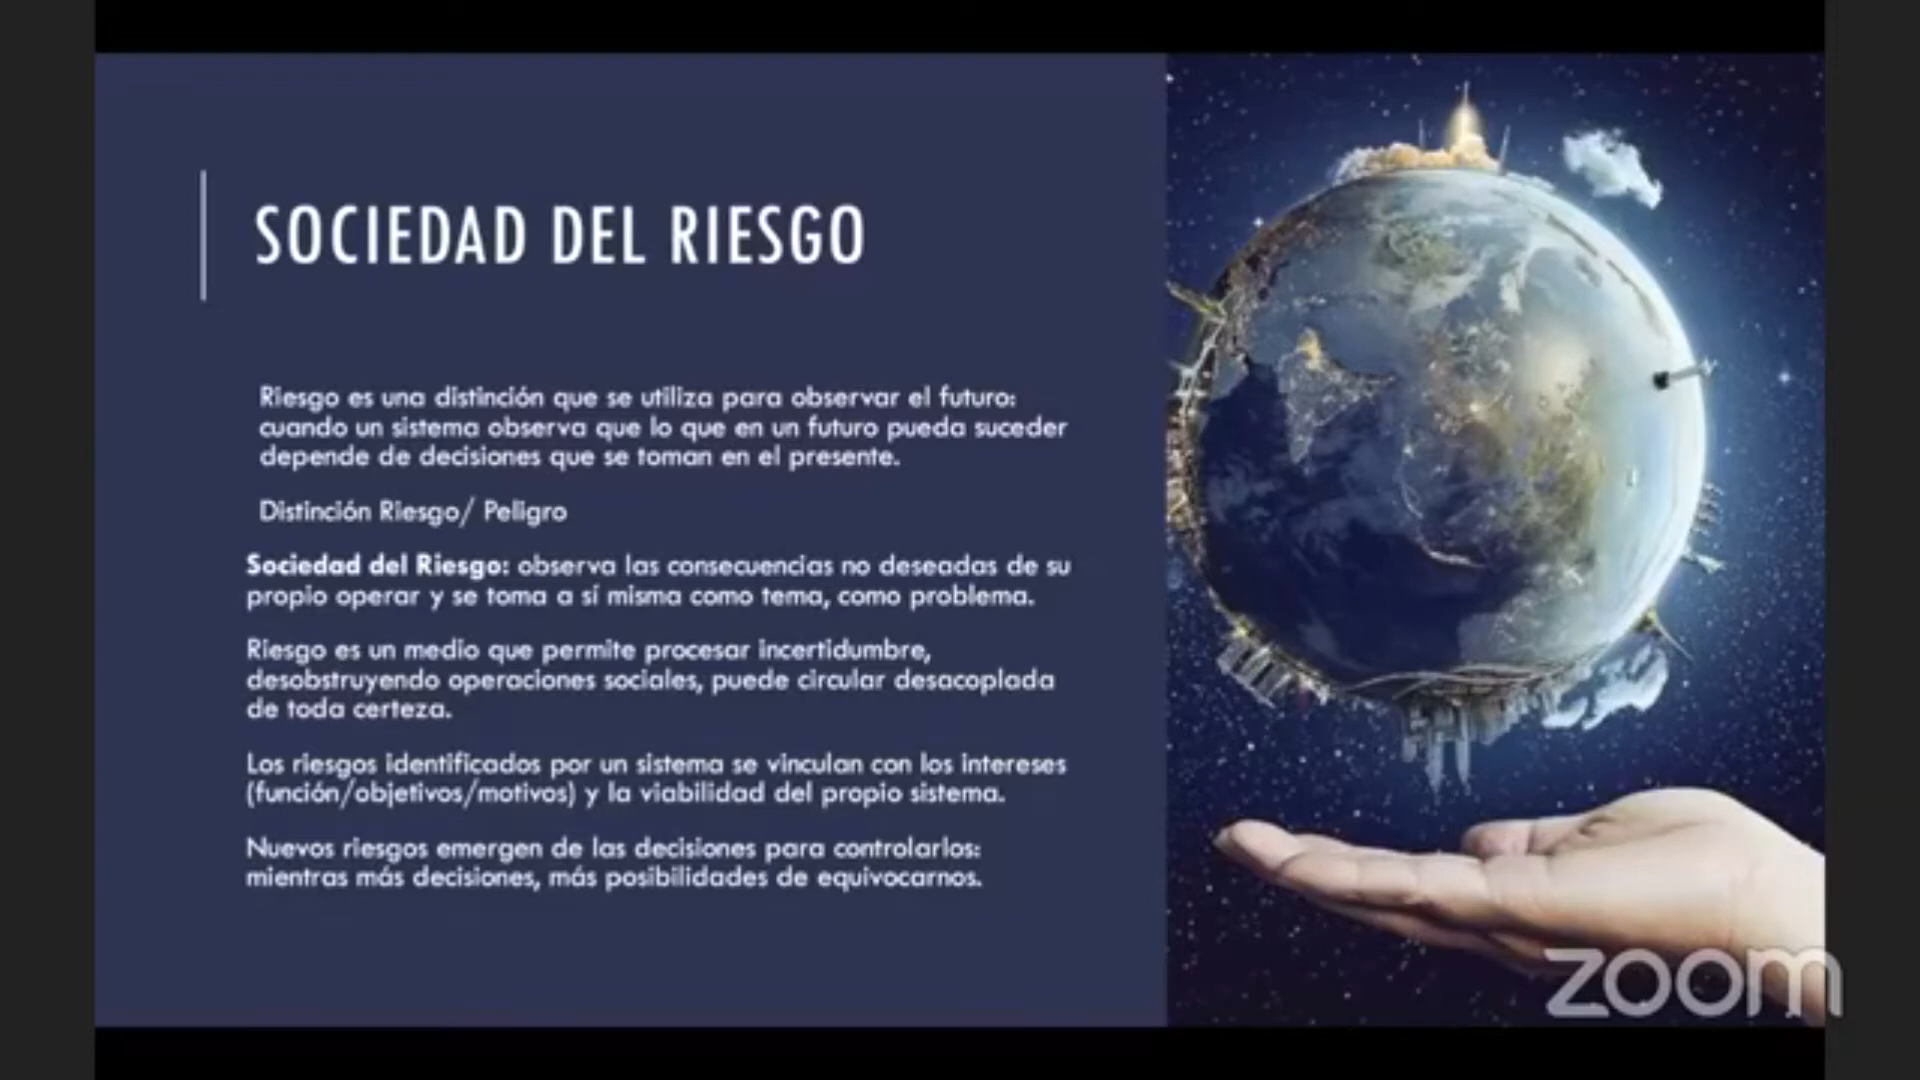 SOCIEDAD DEL RIESGO
Riesgo es una distinción que se utiliza para observar el futuro:
cuando un sistema observa que lo que en un futuro pueda suceder
depende de decisiones que se toman en el presente.
Distinción Riesgo/ Peligro
Sociedad del Riesgo: observa las consecuencias no deseadas de su
propio operar y se toma a sí misma como tema, como problema.
Riesgo es un medio que permite procesar incertidumbre,
desobstruyendo operaciones sociales, puede circular desacoplada
de toda certeza.
Los riesgos identificados por un sistema se vinculan con los intereses
(función/objetivos/motivos) y la viabilidad del propio sistema.
Nuevos riesgos emergen de las decisiones para controlarlos:
mientras más decisiones, más posibilidades de equivocarnos.
zoom